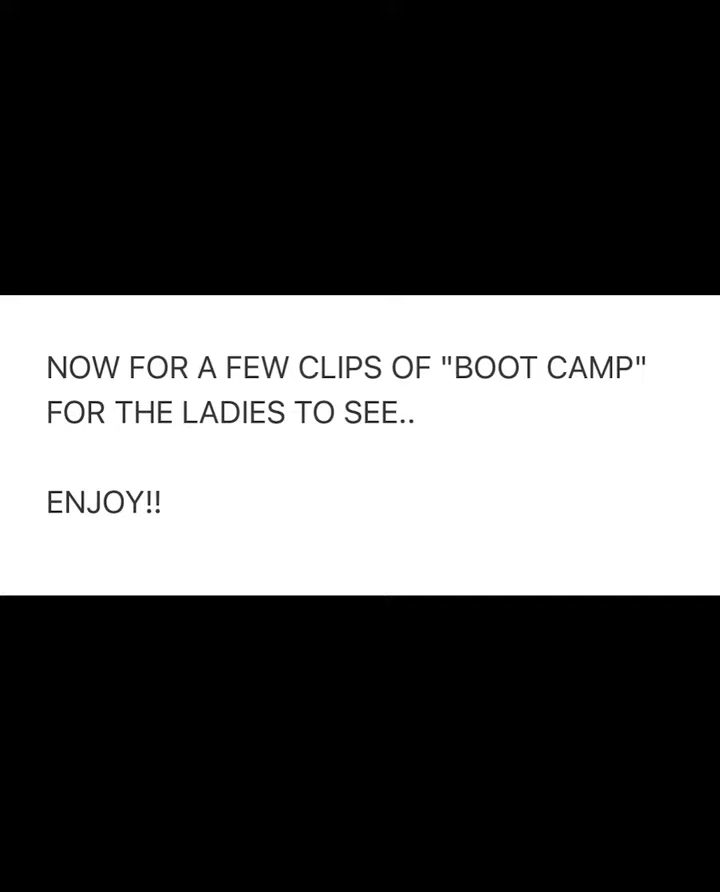 NOW FOR A FEW CLIPS OF "BOOT CAMP"
FOR THE LADIES TO SEE..
ENJOY!!